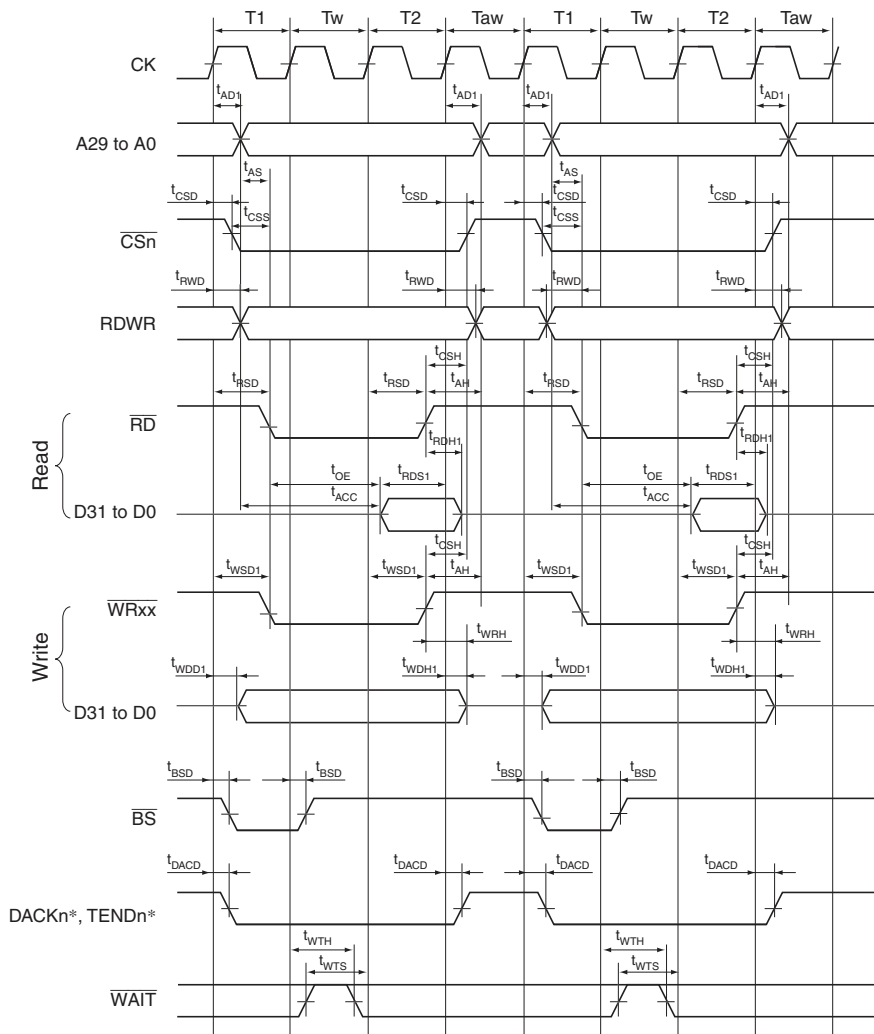 T1 Tw T2 Taw T1 Tw T2 Taw
CK
tAD1 tAD1 tAD1 tAD1
A29 to A0
tAS tAS
tCSD tCSD tCSD tCSD
tCSS tCSS
CSn
tRWD tRWD tRWD tRWD
RDWR
tCSH tCSH
tRSD tRSD tAH tRSD tRSD tAH
RD
tRDH1 tRDH1
Read
tOE tRDS1 tOE tRDS1
tACC tACC
D31 to D0
tCSH tCSH
tWSD1 tWSD1 tAH tWSD1 tWSD1 tAH
WRxx
tWRH tWRH
Write
tWDD1 tWDH1 tWDD1 tWDH1
D31 to D0
tBSD tBSD tBSD tBSD
BS
tDACD tDACD tDACD tDACD
DACKn*, TENDn*
tWTH tWTH
tWTS tWTS
WAIT